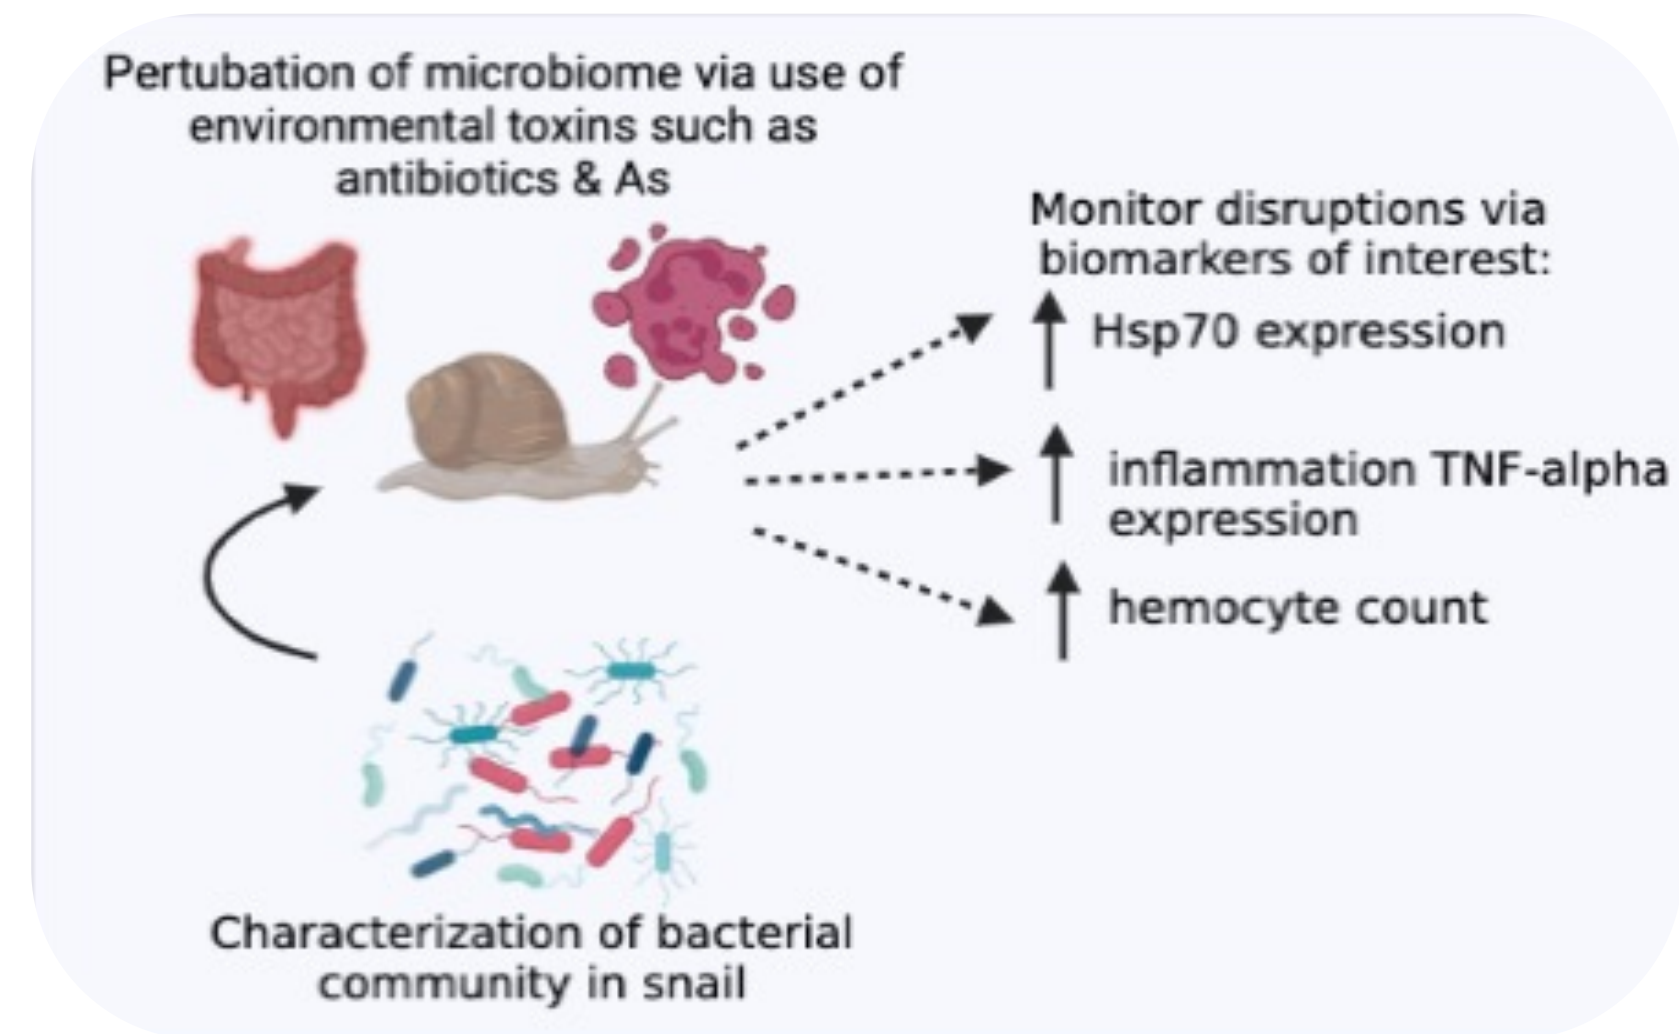 Pertubation of microbiome via use of
environmental toxins such as
antibiotics & As
Monitor disruptions via
biomarkers of interest:
Hsp70 expression
inflammation TNF-alpha
expression
hemocyte count
Characterization of bacterial
community in snail